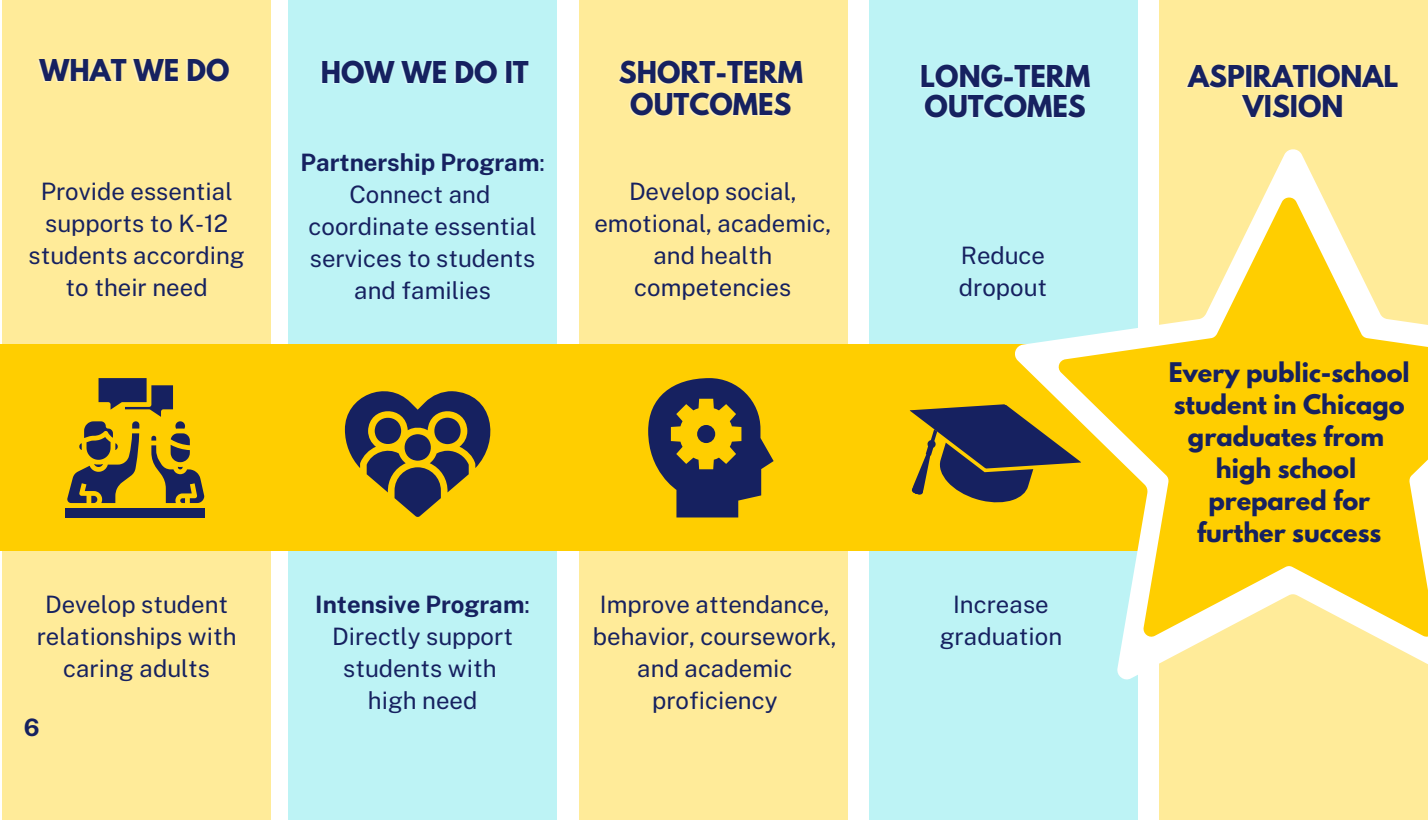 WHAT WE DO
Provide essential
supports to K-12
students according
to their need
Develop student
relationships with
caring adults
HOW WE DO IT
Partnership Program:
Connect and
coordinate essential
services to students
and families
Intensive Program:
Directly support
students with
high need
SHORT-TERM
OUTCOMES
Develop social,
emotional, academic,
and health
competencies
Improve attendance,
behavior, coursework,
and academic
proficiency
LONG-TERM
OUTCOMES
Reduce
dropout
Increase
graduation
ASPIRATIONAL
VISION
Every public-school
student in Chicago
graduates from
high school
prepared for
further success
6